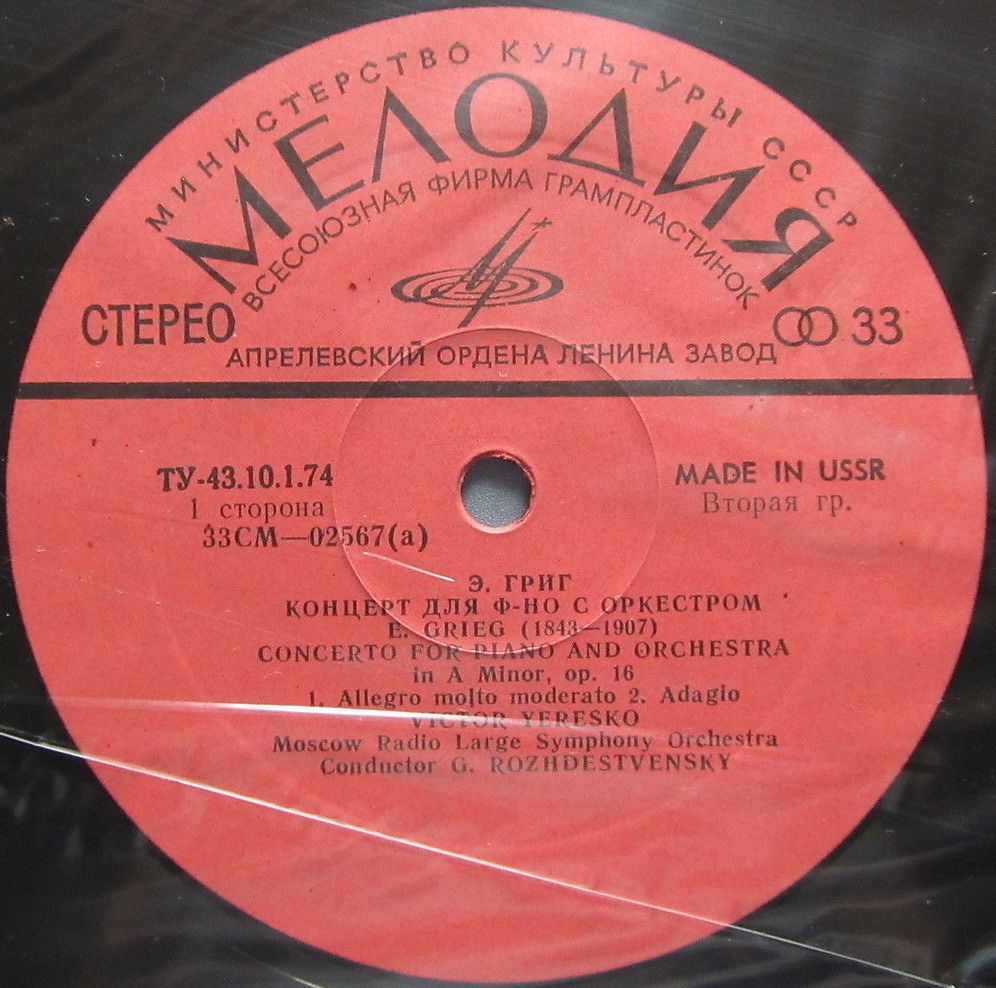 МИНИСТЕРСТВО КУЛЬТУРЫ СССР
МЕЛОДИЯ
ВСЕСОЮЗНАЯ ФИРМА ГРАМПЛАСТИНОК
СТЕРЕО
33
АПРЕЛЕВСКИЙ ОРДЕНА ЛЕНИНА ЗАВОД
ТУ-43.10.1.74
MADE IN USSR
1 сторона
Вторая гр.
33СМ—02567(а)
Э. ГРИГ
КОНЦЕРТ ДЛЯ Ф-НО С ОРКЕСТРОМ
E. GRIEG (1843—1907)
CONCERTO FOR PIANO AND ORCHESTRA
in A Minor, op. 16
1. Allegro molto moderato 2. Adagio
VICTOR YERESKO
Moscow Radio Large Symphony Orchestra
Conductor G. ROZHDESTVENSKY